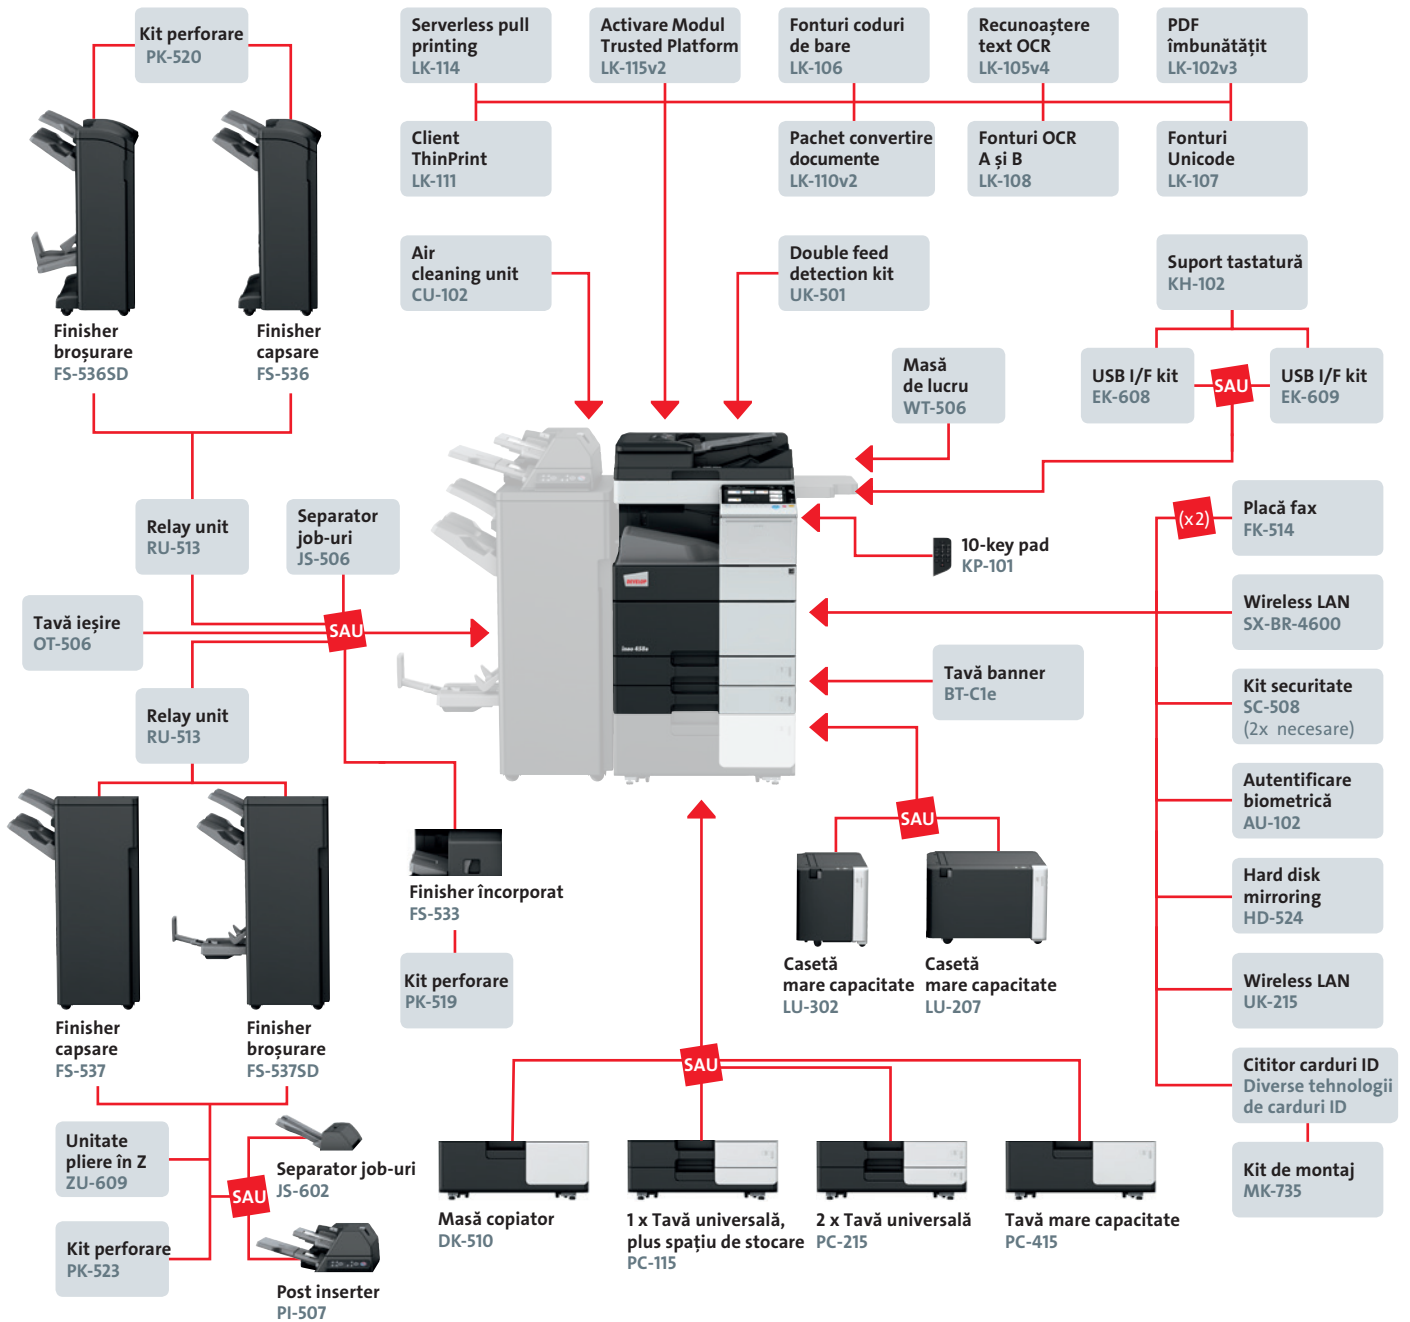 Kit perforare
PK-520
Serverless pull
printing
LK-114
Activare Modul
Trusted Platform
LK-115v2
Fonturi coduri
de bare
LK-106
Recunoaștere
text OCR
LK-105v4
PDF
îmbunătățit
LK-102v3
Client
ThinPrint
LK-111
Pachet convertire
documente
LK-110v2
Fonturi OCR
A și B
LK-108
Fonturi
Unicode
LK-107
Air
cleaning unit
CU-102
Double feed
detection kit
UK-501
Suport tastatură
KH-102
Finisher
broșurare
FS-536SD
Finisher
capsare
FS-536
Masă
de lucru
WT-506
USB I/F kit
EK-608
SAU
USB I/F kit
EK-609
Relay unit
RU-513
Separator
job-uri
JS-506
10-key pad
KP-101
(x2)
Placă fax
FK-514
Tavă ieșire
OT-506
SAU
Wireless LAN
SX-BR-4600
Relay unit
RU-513
DEVELOP
ineo 458e
Tavă banner
BT-C1e
Kit securitate
SC-508
(2x necesare)
Autentificare
biometrică
AU-102
SAU
Finisher încorporat
FS-533
Hard disk
mirroring
HD-524
Kit perforare
PK-519
Casetă
mare capacitate
LU-302
Casetă
mare capacitate
LU-207
Wireless LAN
UK-215
Finisher
capsare
FS-537
Finisher
broșurare
FS-537SD
SAU
Cititor carduri ID
Diverse tehnologii
de carduri ID
Unitate
pliere în Z
ZU-609
SAU
Separator job-uri
JS-602
Kit de montaj
MK-735
Kit perforare
PK-523
Post inserter
PI-507
Masă copiator
DK-510
1 x Tavă universală,
plus spațiu de stocare
PC-115
2 x Tavă universală
PC-215
Tavă mare capacitate
PC-415